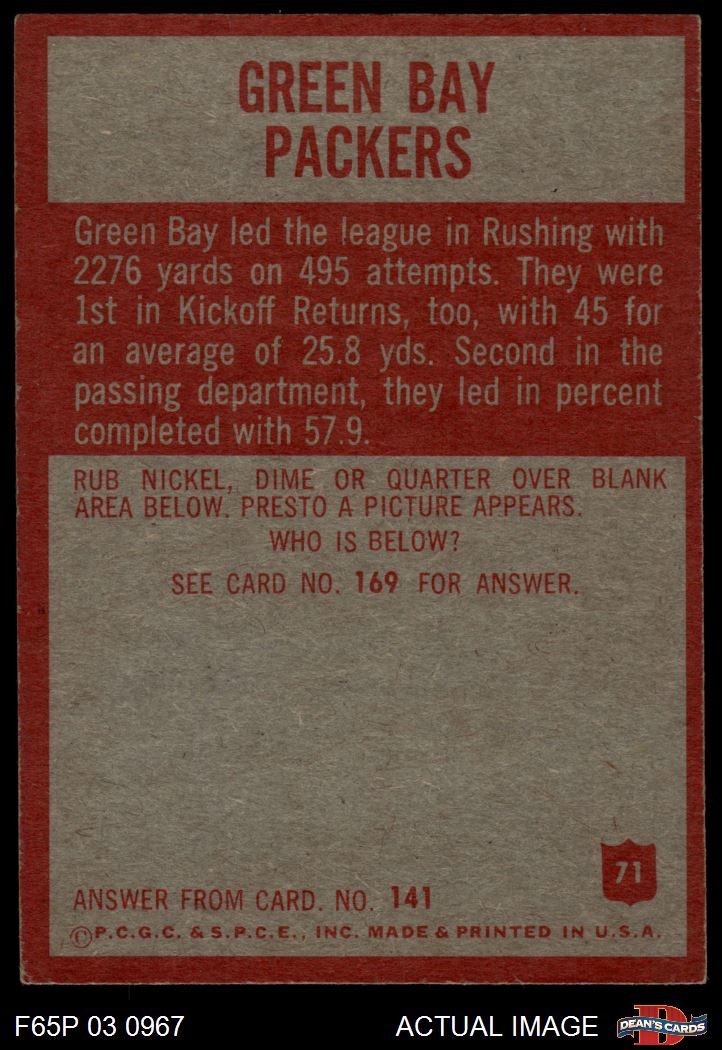 GREEN BAY
PACKERS
Green Bay led the league in Rushing with
2276 yards on 495 attempts. They were
1st in Kickoff Returns, too, with 45 for
an average of 25.8 yds. Second in the
passing department, they led in percent
completed with 57.9.
RUB NICKEL, DIME OR QUARTER OVER BLANK
AREA BELOW. PRESTO A PICTURE APPEARS.
WHO IS BELOW?
SEE CARD NO. 169 FOR ANSWER.
71
ANSWER FROM CARD. NO. 141
©P.C.G.C. & S.P.C.E., INC. MADE & PRINTED IN U.S.A.
F65P 03 0967
ACTUAL IMAGE
D
DEAN'S CARDS